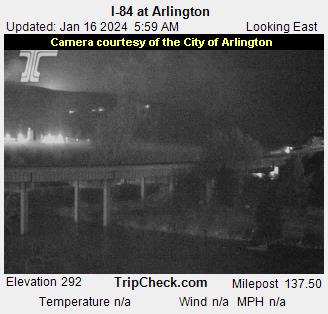 I-84 at Arlington
Updated: Jan 16 2024 5:59 AM Looking East
Camera courtesy of the City of Arlington
Elevation 292 TripCheck.com Milepost 137.50
Temperature n/a Wind n/a MPH n/a